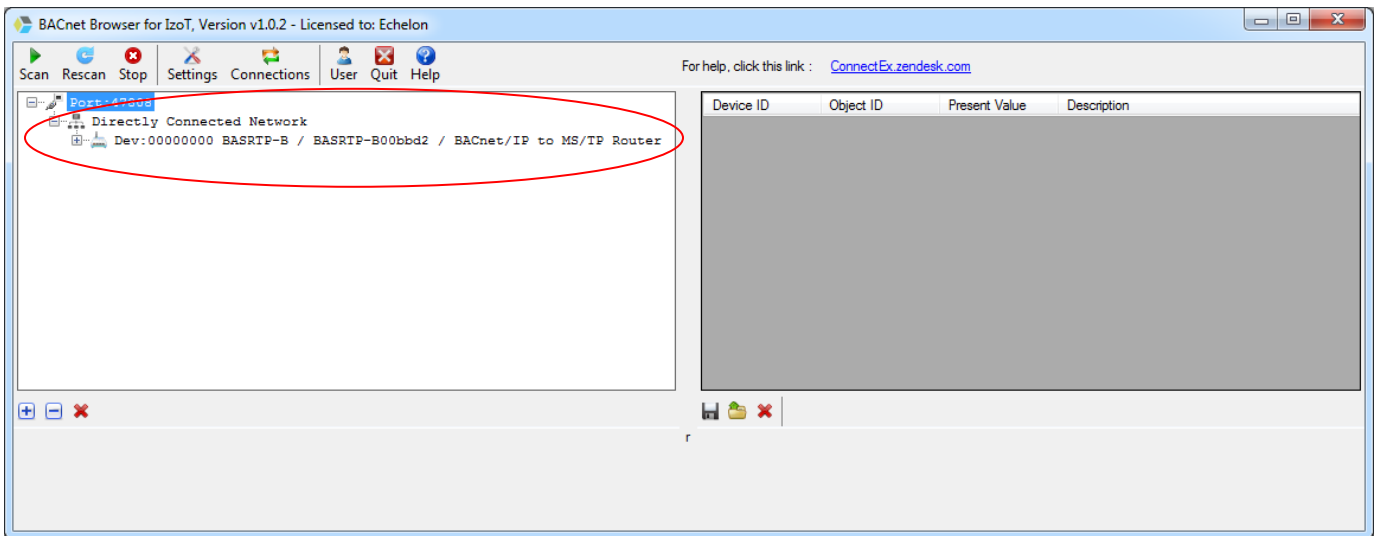 BACnet Browser for IzoT, Version v1.0.2 - Licensed to: Echelon
Scan Rescan Stop Settings Connections User Quit Help
For help, click this link : ConnectEx.zendesk.com
Port:47808
Directly Connected Network
Dev:00000000 BASRTP-B / BASRTP-B00bbd2 / BACnet/IP to MS/TP Router
Device ID Object ID Present Value Description
r